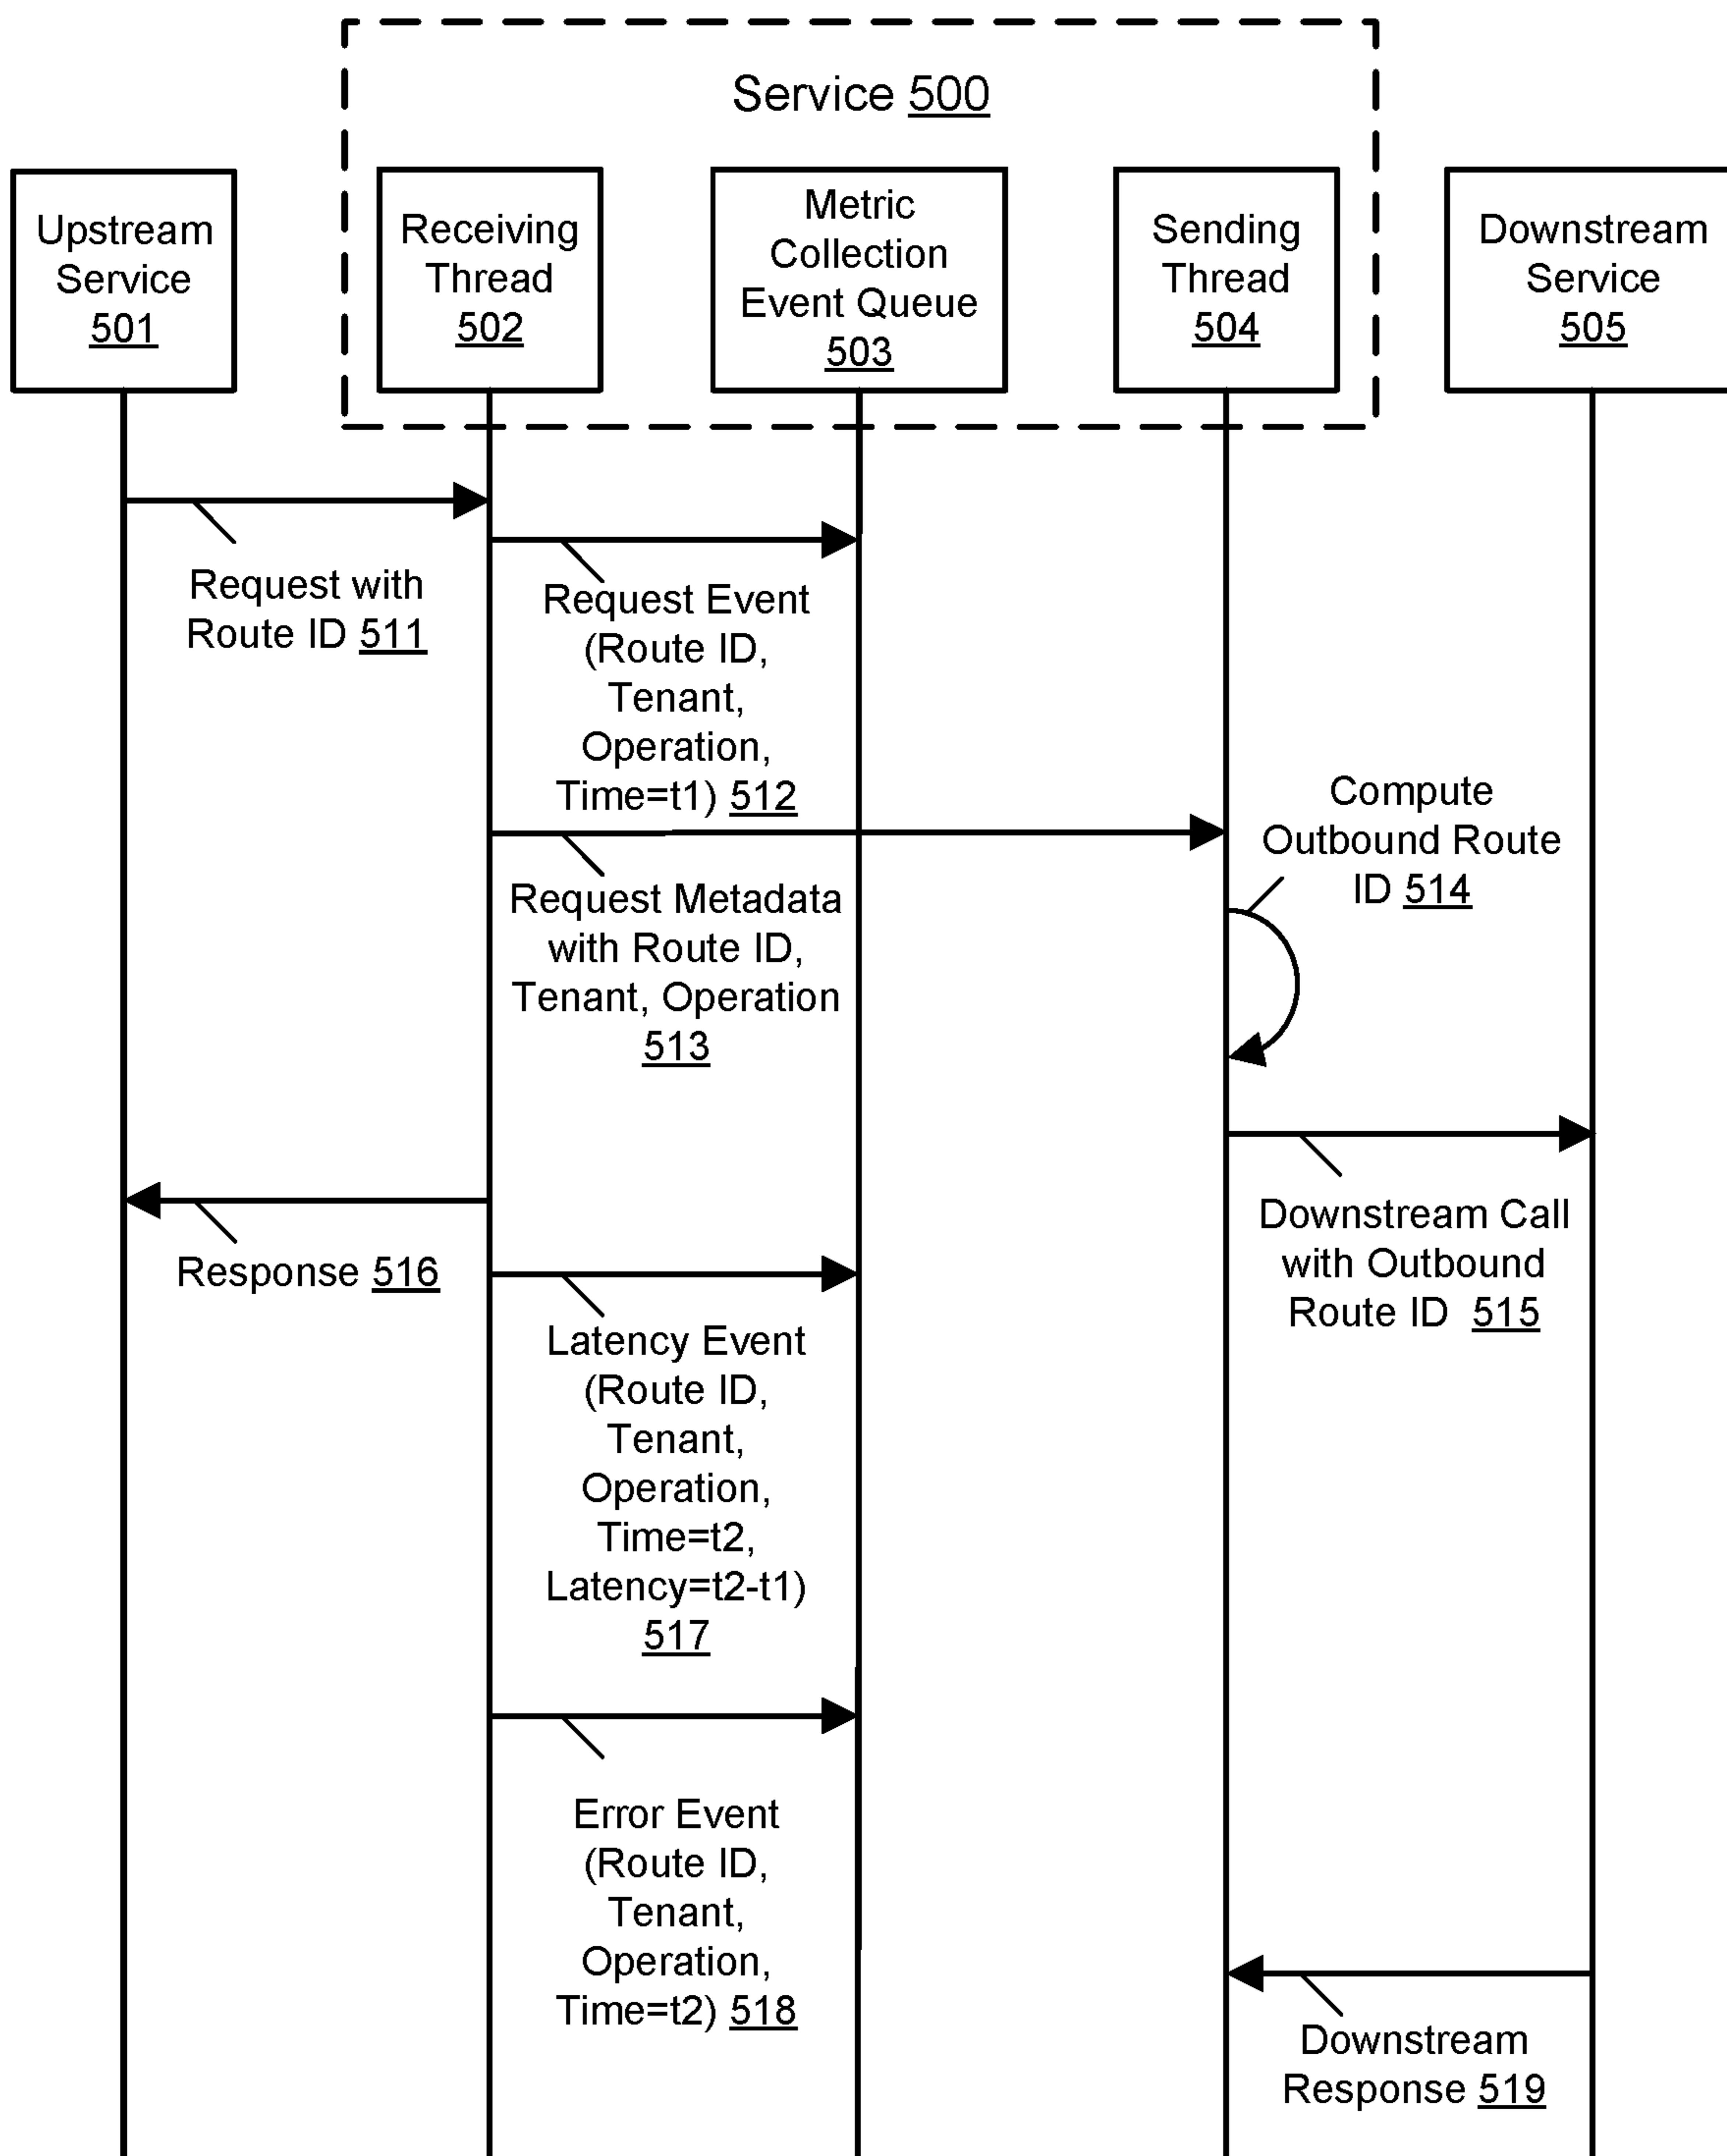 Service 500
Upstream
Service
501
Receiving
Thread
502
Metric
Collection
Event Queue
503
Sending
Thread
504
Downstream
Service
505
Request with
Route ID 511
Request Event
(Route ID,
Tenant,
Operation,
Time=t1) 512
Request Metadata
with Route ID,
Tenant, Operation
513
Compute
Outbound Route
ID 514
Downstream Call
with Outbound
Route ID 515
Response 516
Latency Event
(Route ID,
Tenant,
Operation,
Time=t2,
Latency=t2-t1)
517
Error Event
(Route ID,
Tenant,
Operation,
Time=t2) 518
Downstream
Response 519